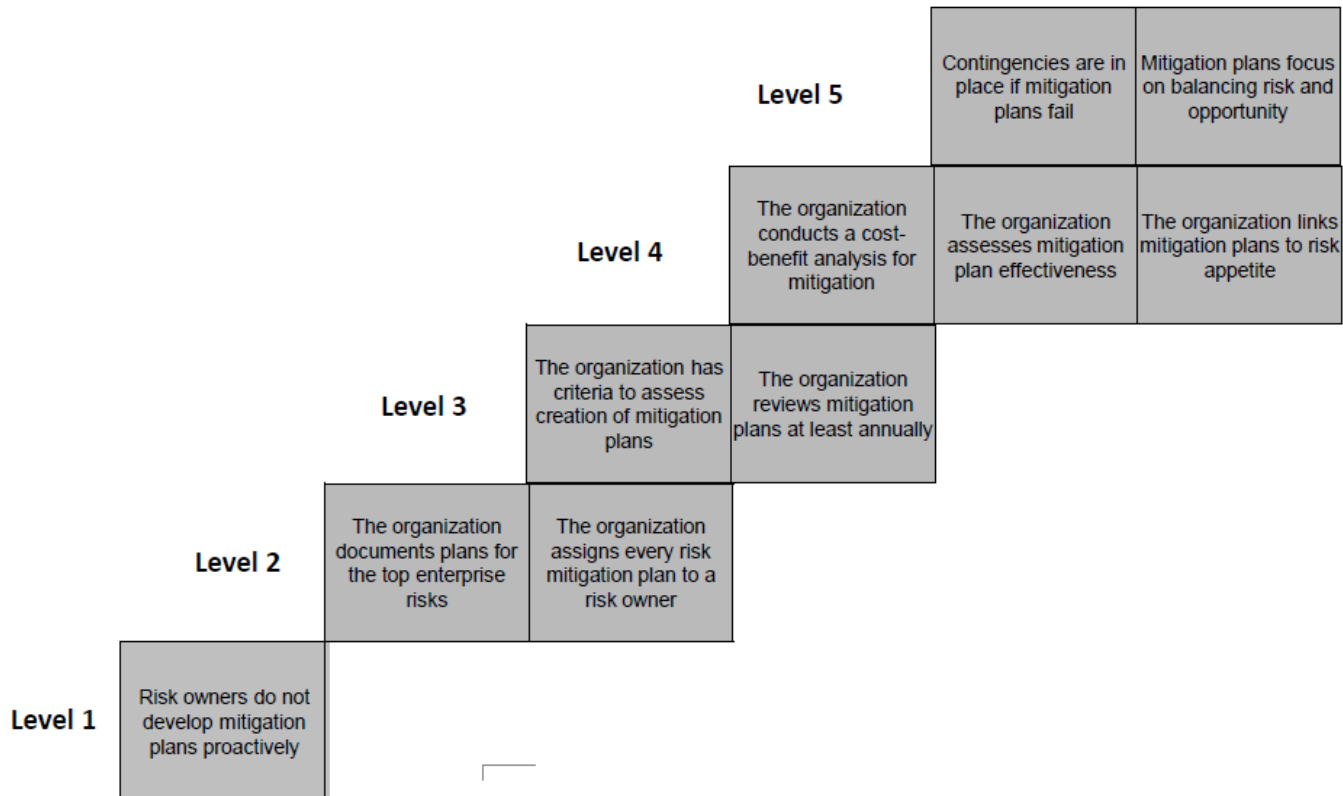 Level 5
Contingencies are in
place if mitigation
plans fail
Mitigation plans focus
on balancing risk and
opportunity
Level 4
The organization
conducts a cost-
benefit analysis for
mitigation
The organization
assesses mitigation
plan effectiveness
The organization links
mitigation plans to risk
appetite
Level 3
The organization has
criteria to assess
creation of mitigation
plans
The organization
reviews mitigation
plans at least annually
Level 2
The organization
documents plans for
the top enterprise
risks
The organization
assigns every risk
mitigation plan to a
risk owner
Level 1
Risk owners do not
develop mitigation
plans proactively